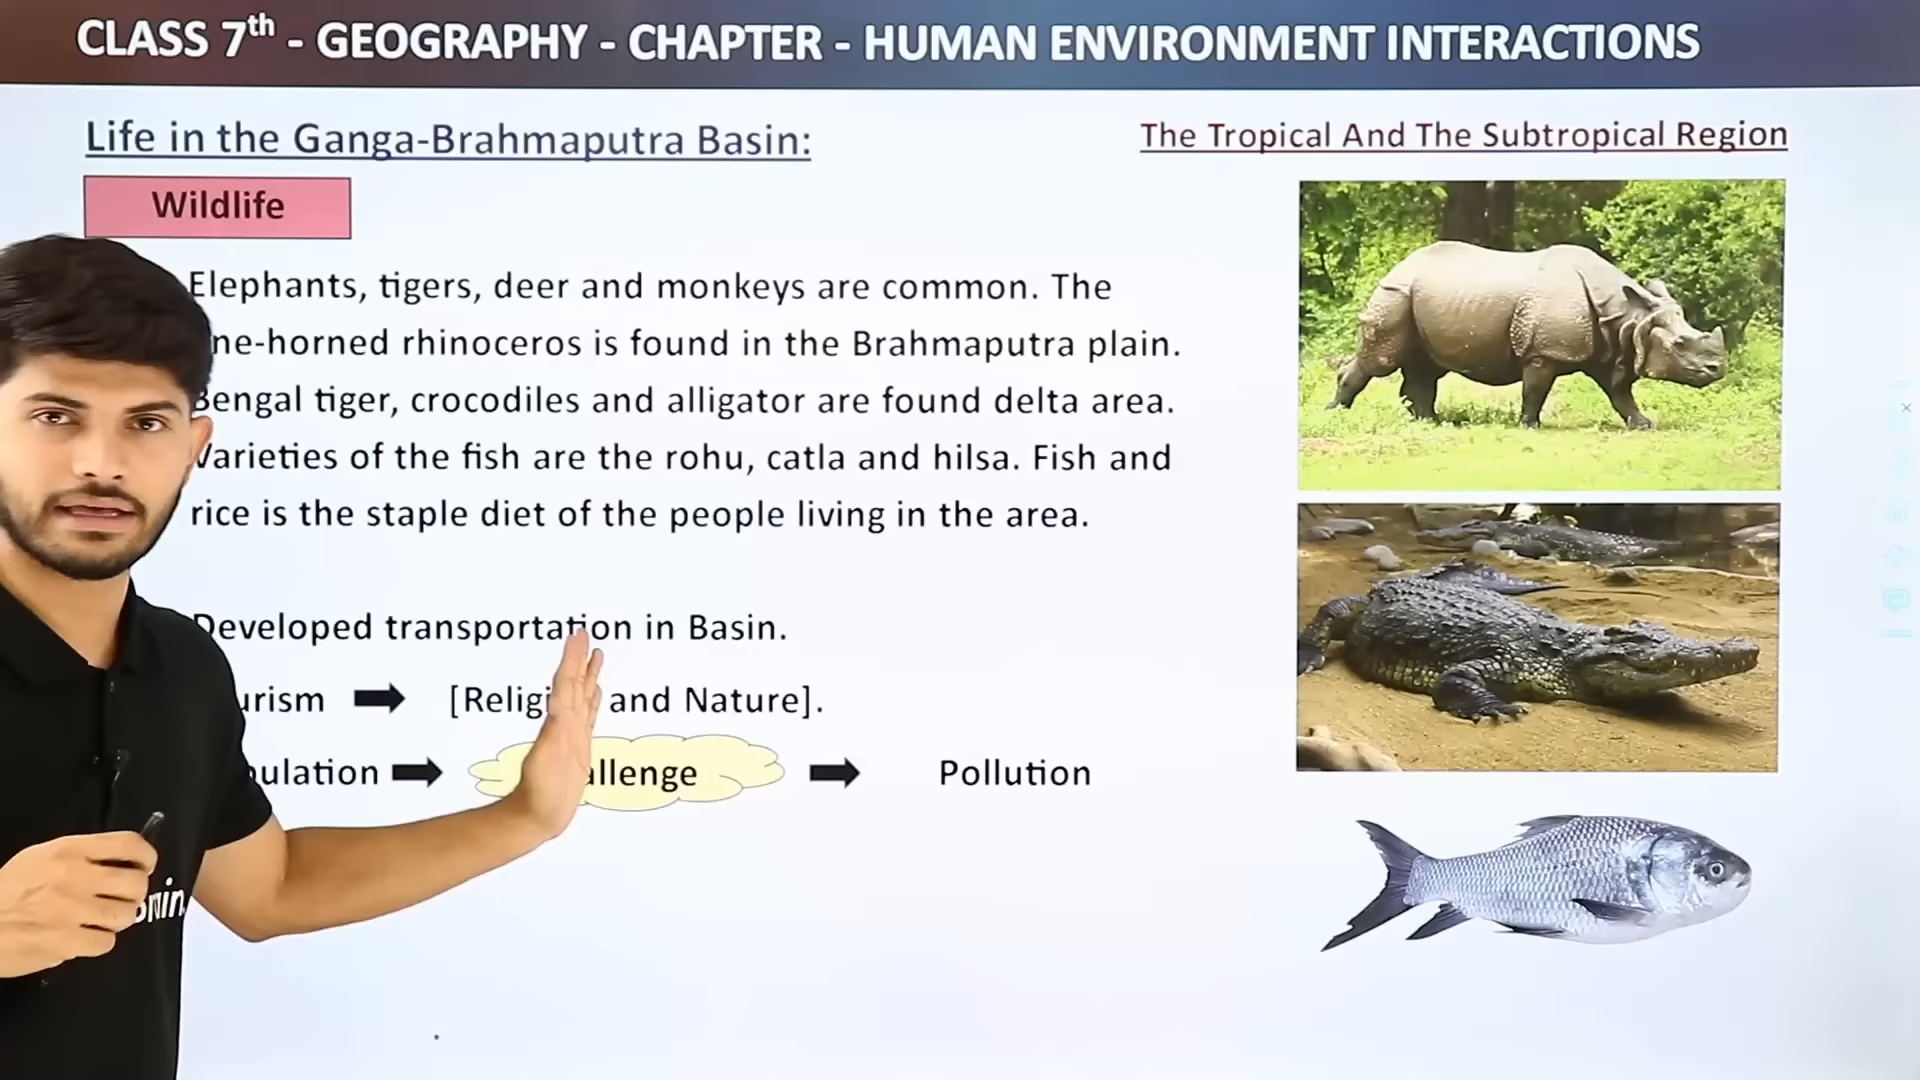 CLASS 7th - GEOGRAPHY - CHAPTER - HUMAN ENVIRONMENT INTERACTIONS
Life in the Ganga-Brahmaputra Basin:
The Tropical And The Subtropical Region
Wildlife
Elephants, tigers, deer and monkeys are common. The
ne-horned rhinoceros is found in the Brahmaputra plain.
Bengal tiger, crocodiles and alligator are found delta area.
Varieties of the fish are the rohu, catla and hilsa. Fish and
rice is the staple diet of the people living in the area.
Developed transportation in Basin.
urism [Religi and Nature].
ulation allenge Pollution